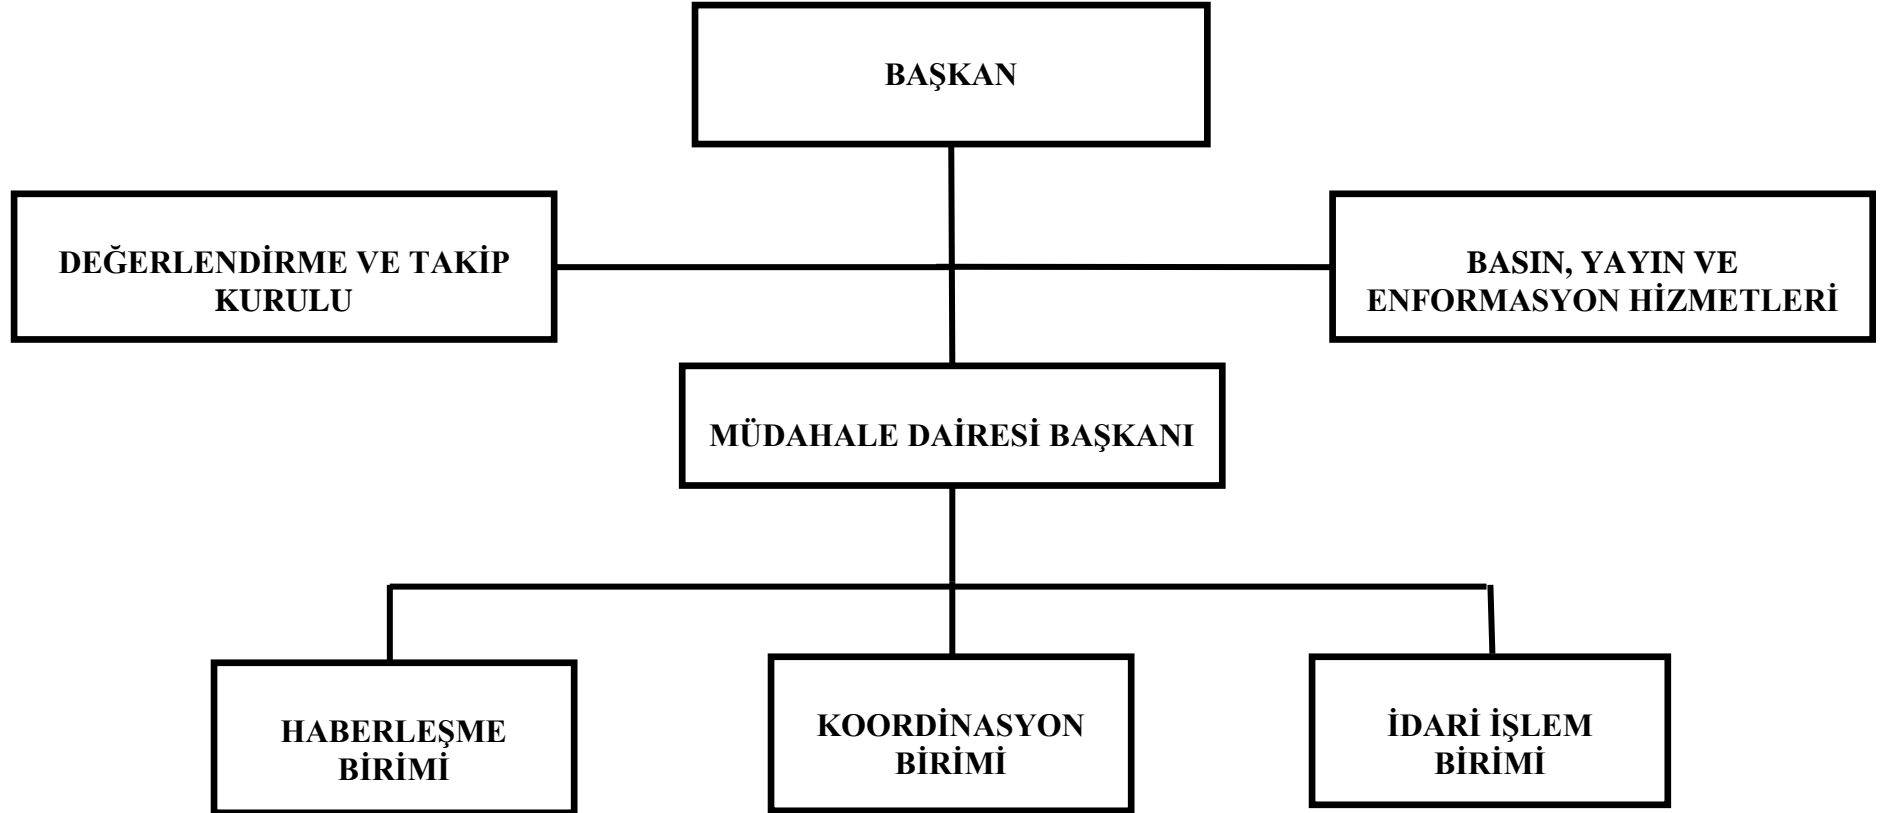 BAŞKAN
DEĞERLENDİRME VE TAKİP
KURULU
BASIN, YAYIN VE
ENFORMASYON HİZMETLERİ
MÜDAHALE DAİRESİ BAŞKANI
HABERLEŞME
BİRİMİ
KOORDİNASYON
BİRİMİ
İDARİ İŞLEM
BİRİMİ